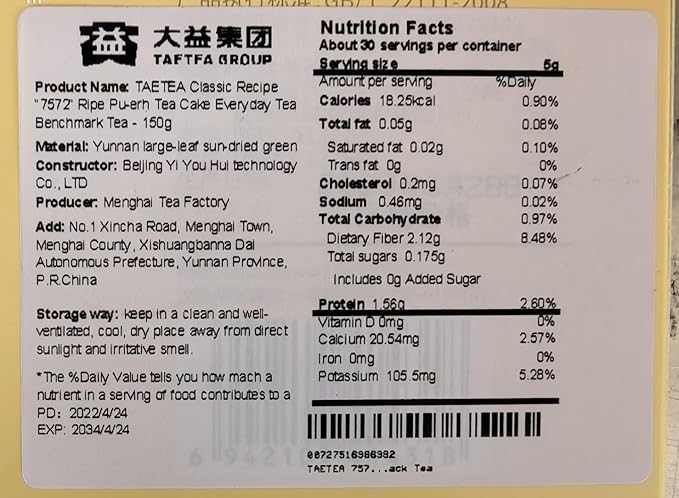 GB/T 22111-2008
益
大益集团
TAETEA GROUP
Product Name: TAETEA Classic Recipe
"7572" Ripe Pu-erh Tea Cake Everyday Tea
Benchmark Tea - 150g
Material: Yunnan large-leaf sun-dried green
Constructor: Beijing Yi You Hui technology
Co., LTD
Producer: Menghai Tea Factory
Add: No.1 Xincha Road, Menghai Town,
Menghai County, Xishuangbanna Dai
Autonomous Prefecture, Yunnan Province,
P.R.China
Storage way: keep in a clean and well-
ventilated, cool, dry place away from direct
sunlight and irritative smell.
*The %Daily Value tells you how mach a
nutrient in a serving of food contributes to a
PD: 2022/4/24
EXP: 2034/4/24
Nutrition Facts
About 30 servings per container
Serving size 5g
Amount per serving %Daily
Calories 18.25kcal 0.90%
Total fat 0.05g 0.08%
Saturated fat 0.02g 0.10%
Trans fat 0g 0%
Cholesterol 0.2mg 0.07%
Sodium 0.46mg 0.02%
Total Carbohydrate 0.97%
Dietary Fiber 2.12g 8.48%
Total sugars 0.175g
Includes 0g Added Sugar
Protein 1.56g 2.60%
Vitamin D 0mg 0%
Calcium 20.54mg 2.57%
Iron 0mg 0%
Potassium 105.5mg 5.28%
00727516986392
TAETEA 757...ack Tea